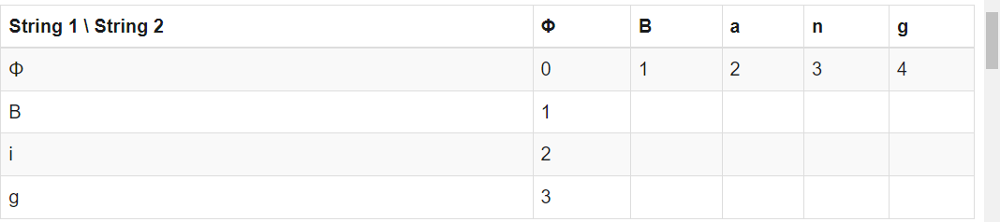 String 1 \ String 2 Φ B a n g
Φ 0 1 2 3 4
B 1
i 2
g 3